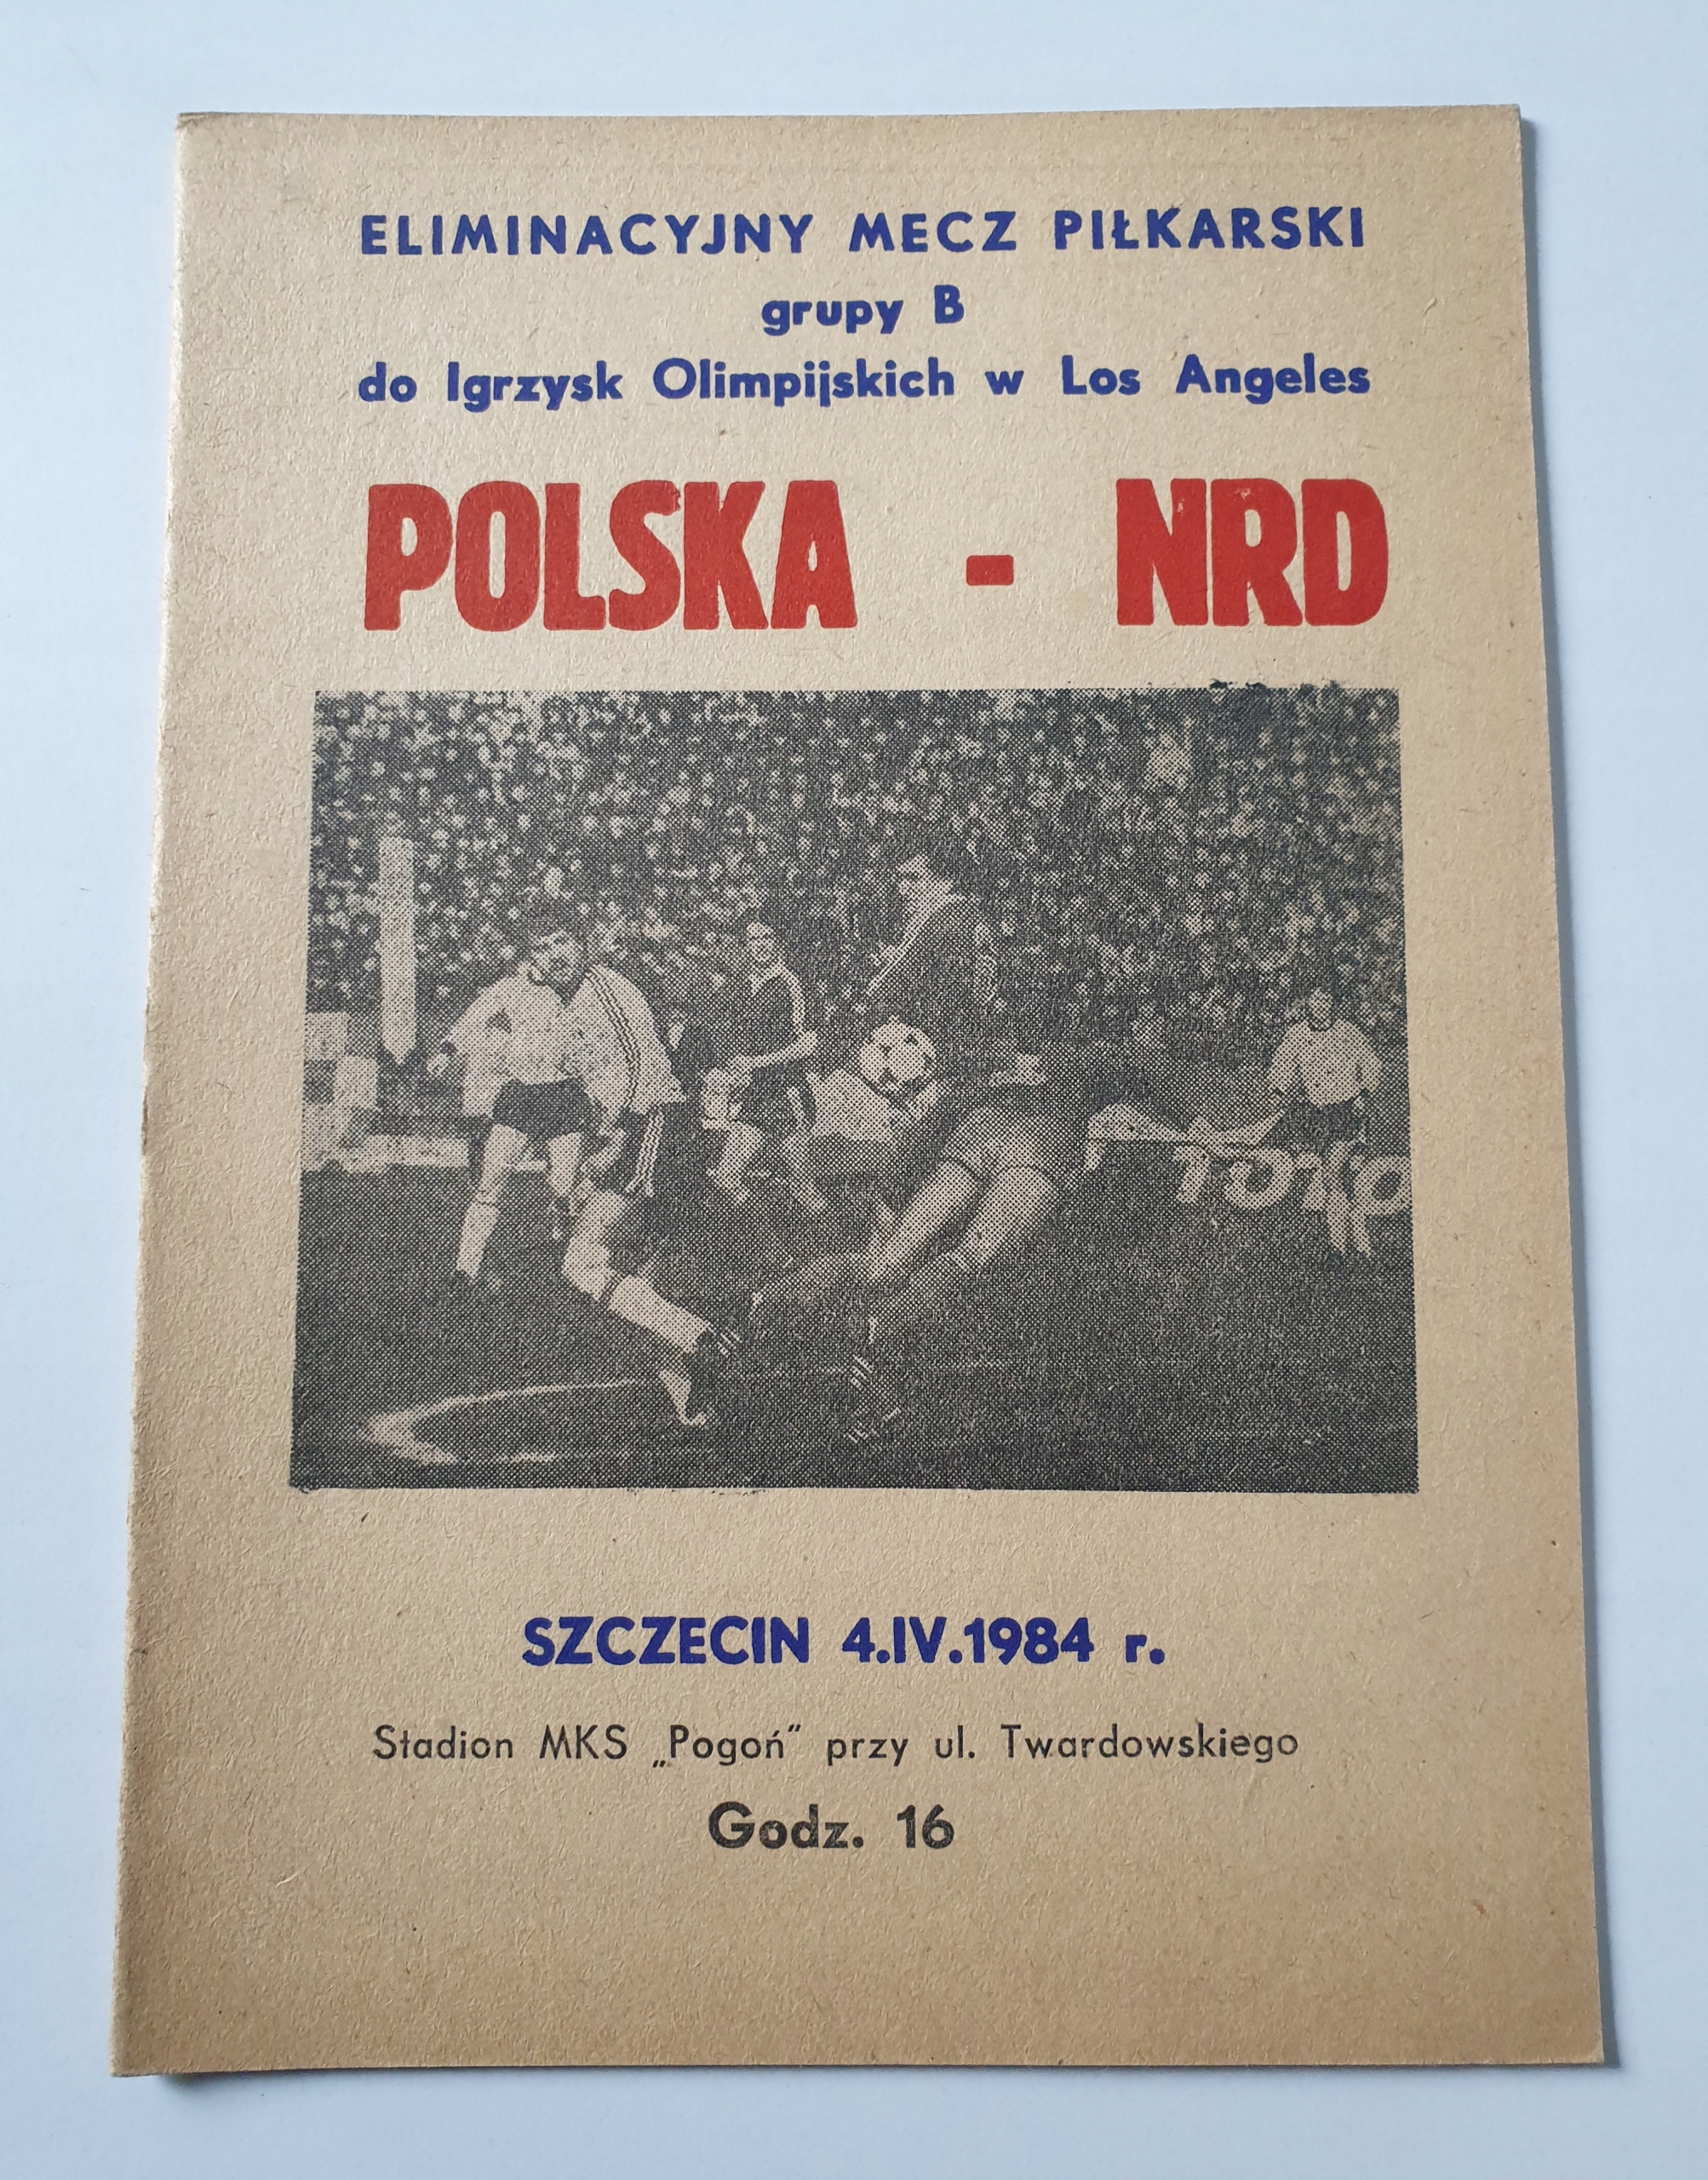 ELIMINACYJNY MECZ PIŁKARSKI
grupy B
do Igrzysk Olimpijskich w Los Angeles
POLSKA - NRD
SZCZECIN 4.IV.1984 r.
Stadion MKS „Pogoń” przy ul. Twardowskiego
Godz. 16